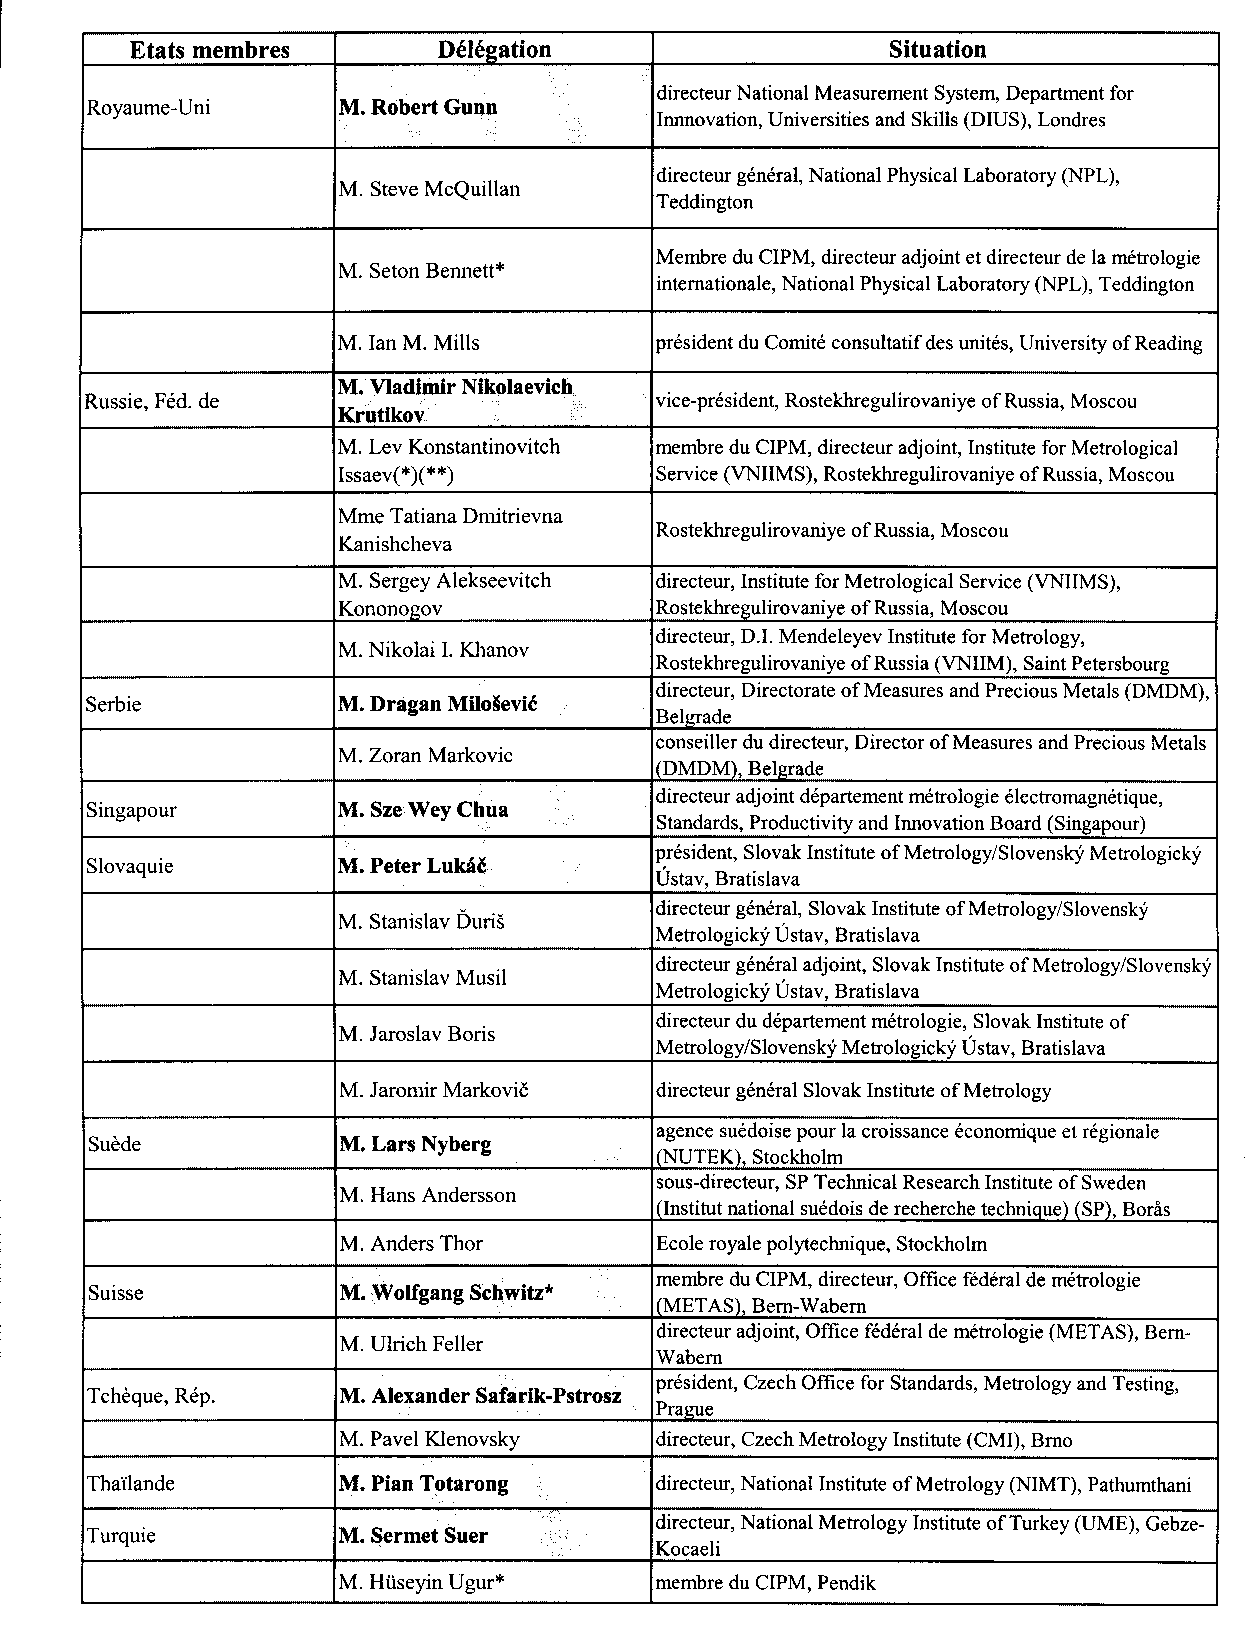 Etats membres Délégation Situation
Royaume-Uni M. Robert Gunn directeur National Measurement System, Department for
Innnovation, Universities and Skills (DIUS), Londres
M. Steve McQuillan directeur général, National Physical Laboratory (NPL),
Teddington
M. Seton Bennett* Membre du CIPM, directeur adjoint et directeur de la métrologie
internationale, National Physical Laboratory (NPL), Teddington
M. Ian M. Mills président du Comité consultatif des unités, University of Reading
Russie, Féd. de M. Vladimir Nikolaevich
Krutikov vice-président, Rostekhregulirovaniye of Russia, Moscou
M. Lev Konstantinovitch membre du CIPM, directeur adjoint, Institute for Metrological
Issaev(*)(**) Service (VNIIMS), Rostekhregulirovaniye of Russia, Moscou
Mme Tatiana Dmitrievna
Kanishcheva Rostekhregulirovaniye of Russia, Moscou
M. Sergey Alekseevitch directeur, Institute for Metrological Service (VNIIMS),
Kononogov Rostekhregulirovaniye of Russia, Moscou
M. Nikolai I. Khanov directeur, D.I. Mendeleyev Institute for Metrology,
Rostekhregulirovaniye of Russia (VNIIM), Saint Petersbourg
Serbie M. Dragan Milošević directeur, Directorate of Measures and Precious Metals (DMDM),
Belgrade
M. Zoran Markovic conseiller du directeur, Director of Measures and Precious Metals
(DMDM), Belgrade
Singapour M. Sze Wey Chua directeur adjoint département métrologie électromagnétique,
Standards, Productivity and Innovation Board (Singapour)
Slovaquie M. Peter Lukáč président, Slovak Institute of Metrology/Slovenský Metrologický
Ústav, Bratislava
M. Stanislav Ďuriš directeur général, Slovak Institute of Metrology/Slovenský
Metrologický Ústav, Bratislava
M. Stanislav Musil directeur général adjoint, Slovak Institute of Metrology/Slovenský
Metrologický Ústav, Bratislava
M. Jaroslav Boris directeur du département métrologie, Slovak Institute of
Metrology/Slovenský Metrologický Ústav, Bratislava
M. Jaromir Markovič directeur général Slovak Institute of Metrology
Suède M. Lars Nyberg agence suédoise pour la croissance économique et régionale
(NUTEK), Stockholm
M. Hans Andersson sous-directeur, SP Technical Research Institute of Sweden
(Institut national suédois de recherche technique) (SP), Borås
M. Anders Thor Ecole royale polytechnique, Stockholm
Suisse M. Wolfgang Schwitz* membre du CIPM, directeur, Office fédéral de métrologie
(METAS), Bern-Wabern
M. Ulrich Feller directeur adjoint, Office fédéral de métrologie (METAS), Bern-
Wabern
Tchèque, Rép. M. Alexander Safarik-Pstrosz président, Czech Office for Standards, Metrology and Testing,
Prague
M. Pavel Klenovsky directeur, Czech Metrology Institute (CMI), Brno
Thaïlande M. Pian Totarong directeur, National Institute of Metrology (NIMT), Pathumthani
Turquie M. Sermet Suer directeur, National Metrology Institute of Turkey (UME), Gebze-
Kocaeli
M. Hüseyin Ugur* membre du CIPM, Pendik